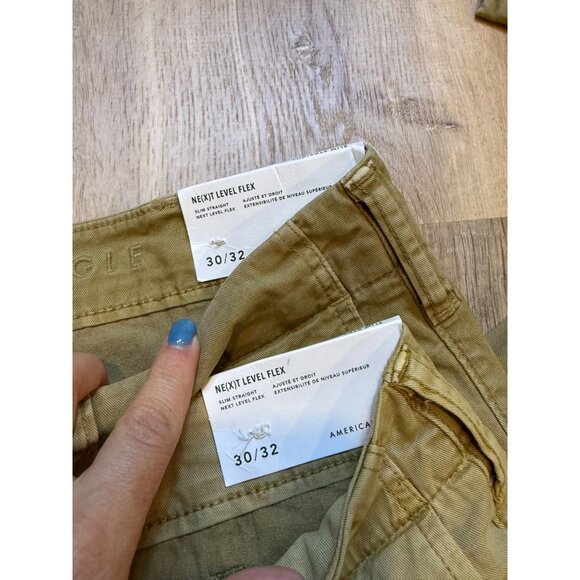 GLE
NE(X)T LEVEL FLEX
SLIM STRAIGHT AJUSTÉ ET DROIT
NEXT LEVEL FLEX EXTENSIBILITÉ DE NIVEAU SUPÉRIEUR
30/32
NE(X)T LEVEL FLEX
SLIM STRAIGHT AJUSTÉ ET DROIT
NEXT LEVEL FLEX EXTENSIBILITÉ DE NIVEAU SUPÉRIEUR
30/32 AMERICA